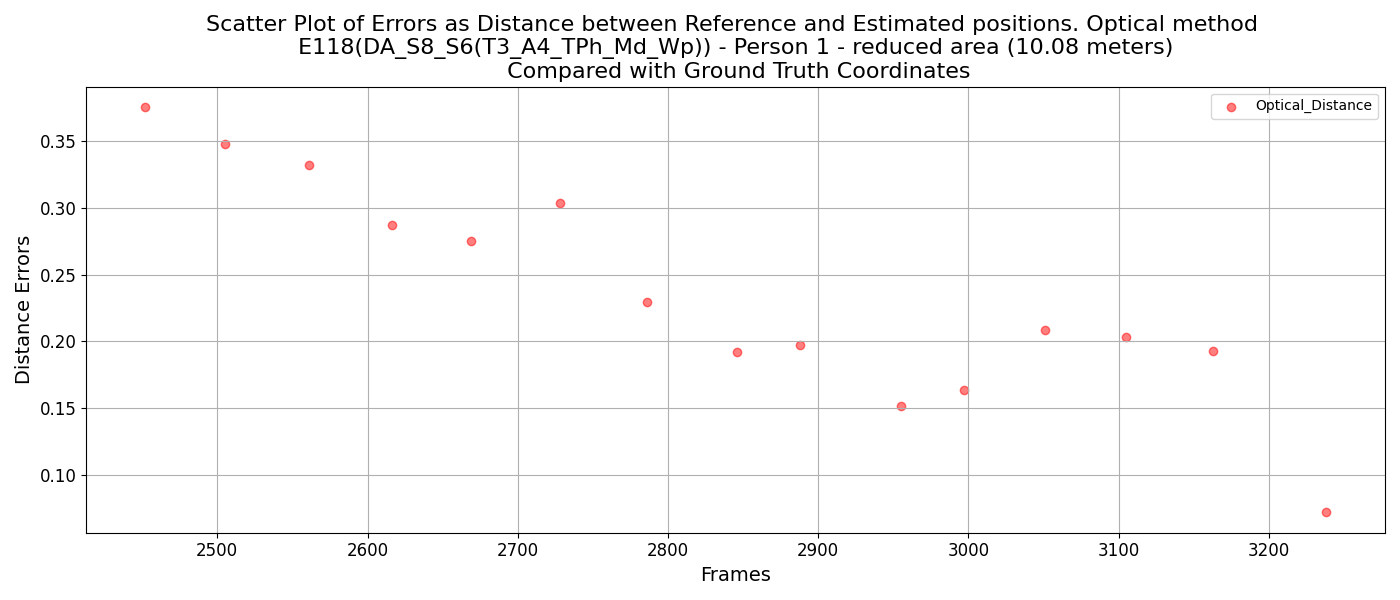 Scatter Plot of Errors as Distance between Reference and Estimated positions. Optical method
E118(DA_S8_S6(T3_A4_TPh_Md_Wp)) - Person 1 - reduced area (10.08 meters)
Compared with Ground Truth Coordinates
Optical_Distance
Distance Errors
0.35
0.30
0.25
0.20
0.15
0.10
2500 2600 2700 2800 2900 3000 3100 3200
Frames